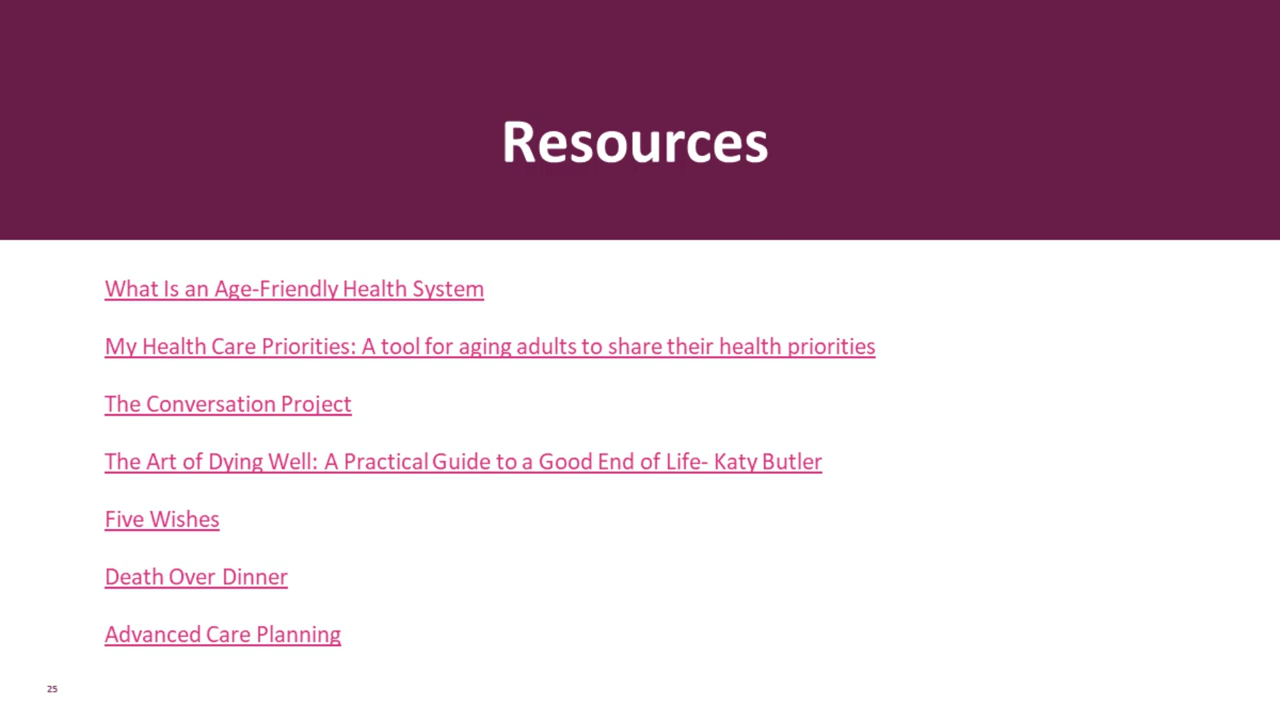 Resources
What Is an Age-Friendly Health System
My Health Care Priorities: A tool for aging adults to share their health priorities
The Conversation Project
The Art of Dying Well: A Practical Guide to a Good End of Life- Katy Butler
Five Wishes
Death Over Dinner
Advanced Care Planning
25